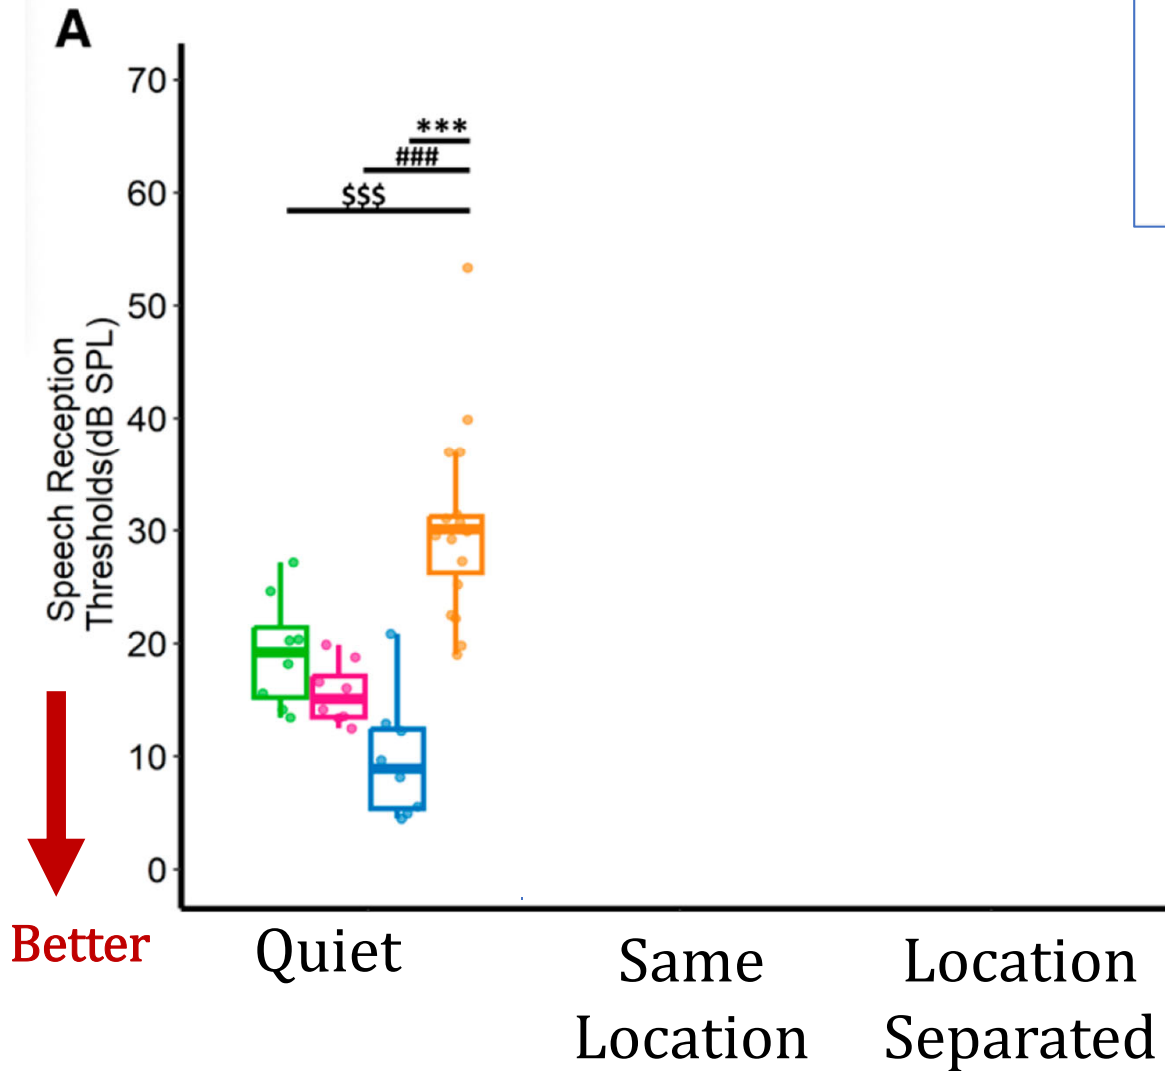 A
70
60
50
40
30
20
10
0
Speech Reception
Thresholds(dB SPL)
***
###
$$$
Better
Quiet
Same
Location
Location
Separated